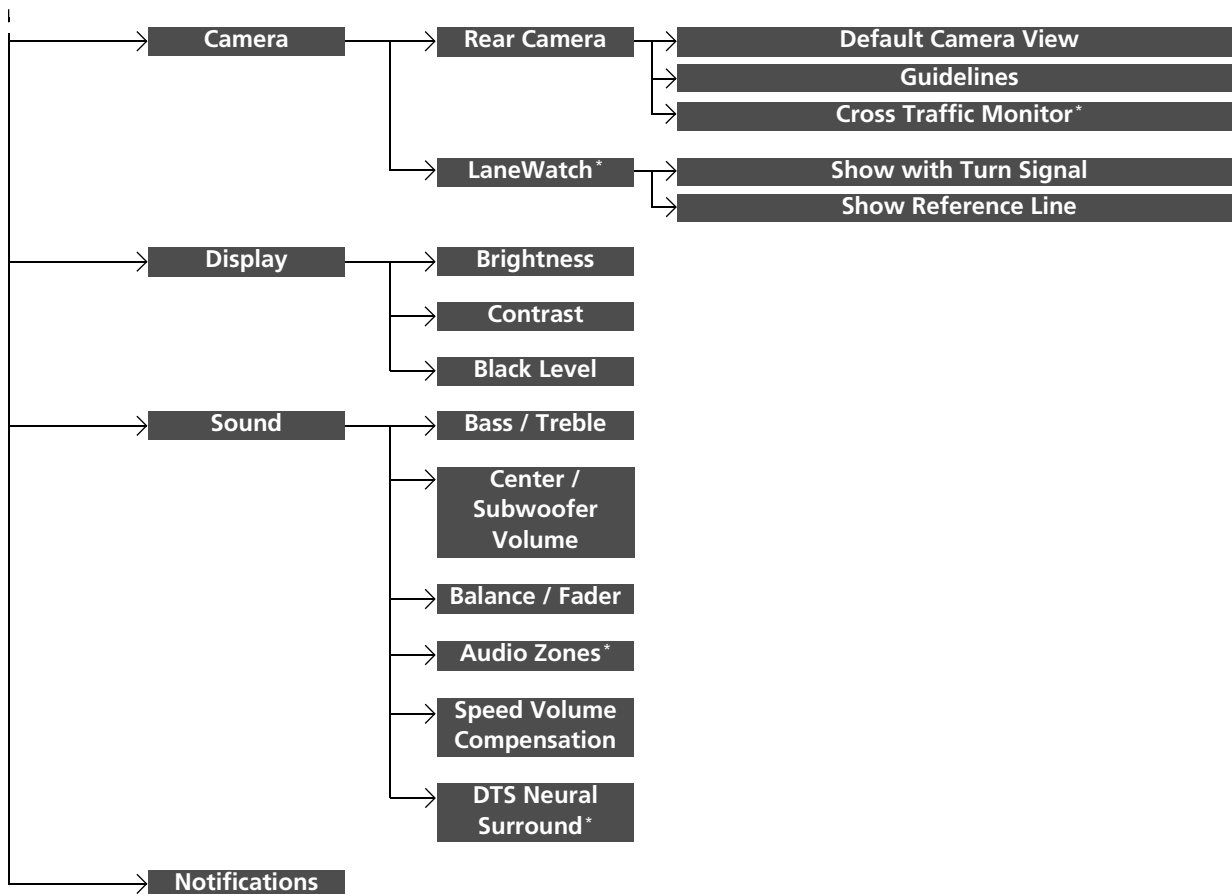 Camera
Rear Camera
Default Camera View
Guidelines
Cross Traffic Monitor*
LaneWatch*
Show with Turn Signal
Show Reference Line
Display
Brightness
Contrast
Black Level
Sound
Bass / Treble
Center /
Subwoofer
Volume
Balance / Fader
Audio Zones*
Speed Volume
Compensation
DTS Neural
Surround*
Notifications